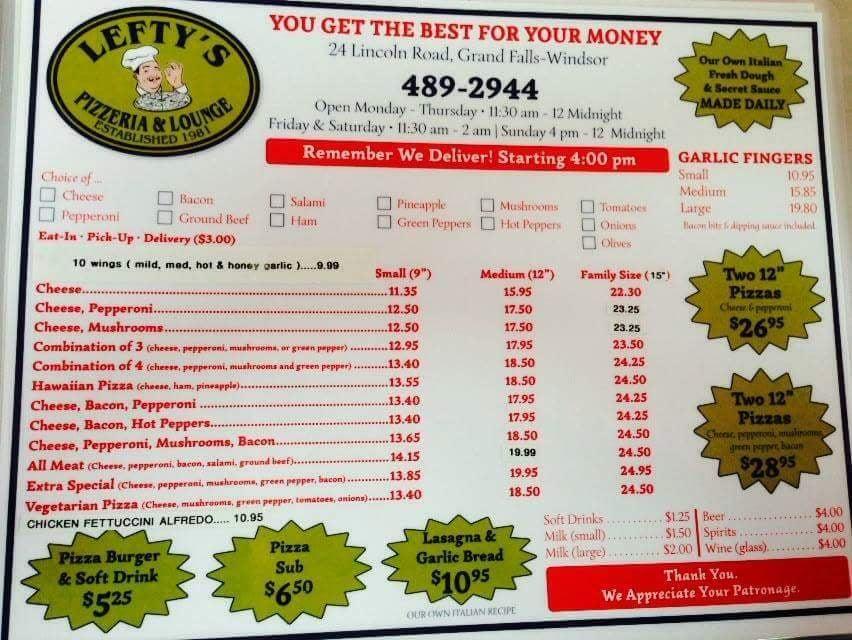 LEFTY'S
PIZZERIA & LOUNGE
ESTABLISHED 1981
YOU GET THE BEST FOR YOUR MONEY
24 Lincoln Road, Grand Falls-Windsor
489-2944
Open Monday - Thursday • 11:30 am - 12 Midnight
Friday & Saturday • 11:30 am - 2 am | Sunday 4 pm - 12 Midnight
Remember We Deliver! Starting 4:00 pm
Our Own Italian
Fresh Dough
& Secret Sauce
MADE DAILY
GARLIC FINGERS
Small 10.95
Medium 15.85
Large 19.80
Bacon bits & dipping sauce included
Choice of ...
Cheese Bacon Salami Pineapple Mushrooms Tomatoes
Pepperoni Ground Beef Ham Green Peppers Hot Peppers Onions
Olives
Eat-In · Pick-Up · Delivery ($3.00)
10 wings ( mild, med, hot & honey garlic ).....9.99
Small (9") Medium (12") Family Size (15")
Cheese 11.35 15.95 22.30
Cheese, Pepperoni 12.50 17.50 23.25
Cheese, Mushrooms 12.50 17.50 23.25
Combination of 3 (cheese, pepperoni, mushrooms, or green pepper) 12.95 17.95 23.50
Combination of 4 (cheese, pepperoni, mushrooms and green pepper) 13.40 18.50 24.25
Hawaiian Pizza (cheese, ham, pineapple) 13.55 18.50 24.50
Cheese, Bacon, Pepperoni 13.40 17.95 24.25
Cheese, Bacon, Hot Peppers 13.40 17.95 24.25
Cheese, Pepperoni, Mushrooms, Bacon 13.65 18.50 24.50
All Meat (Cheese, pepperoni, bacon, salami, ground beef) 14.15 19.99 24.50
Extra Special (Cheese, pepperoni, mushrooms, green pepper, bacon) 13.85 19.95 24.95
Vegetarian Pizza (Cheese, mushrooms, green pepper, tomatoes, onions) 13.40 18.50 24.50
CHICKEN FETTUCCINI ALFREDO..... 10.95
Two 12"
Pizzas
Cheese & pepperoni
$26.95
Two 12"
Pizzas
Cheese, pepperoni, mushrooms
green pepper, bacon
$28.95
Pizza Burger
& Soft Drink
$5.25
Pizza
Sub
$6.50
Lasagna &
Garlic Bread
$10.95
OUR OWN ITALIAN RECIPE
Soft Drinks $1.25
Milk (small) $1.50
Milk (large) $2.00
Beer $4.00
Spirits $4.00
Wine (glass) $4.00
Thank You.
We Appreciate Your Patronage.